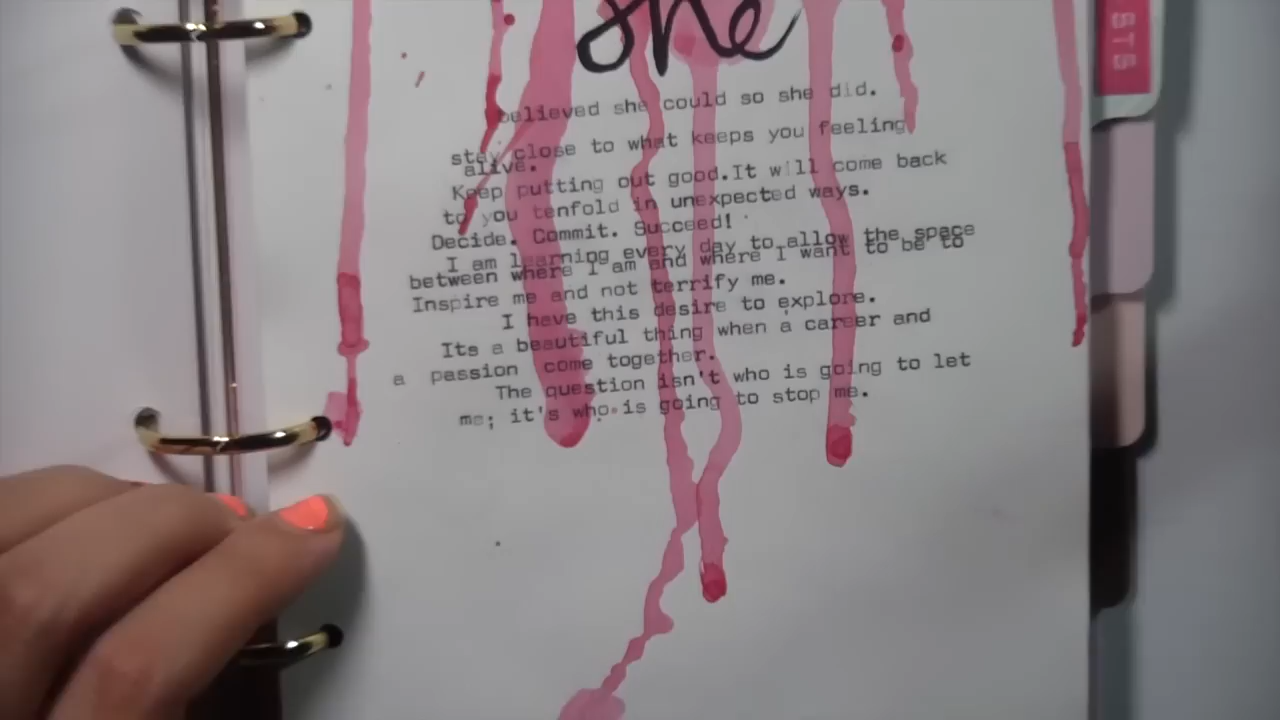 she
believed she could so she did.
stay close to what keeps you feeling
alive.
Keep putting out good.It will come back
to you tenfold in unexpected ways.
Decide. Commit. Succeed!
I am learning every day to allow the space
between where I am and where I want to be to
Inspire me and not terrify me.
I have this desire to explore.
Its a beautiful thing when a career and
a passion come together.
The question isn't who is going to let
me; it's who is going to stop me.
STS